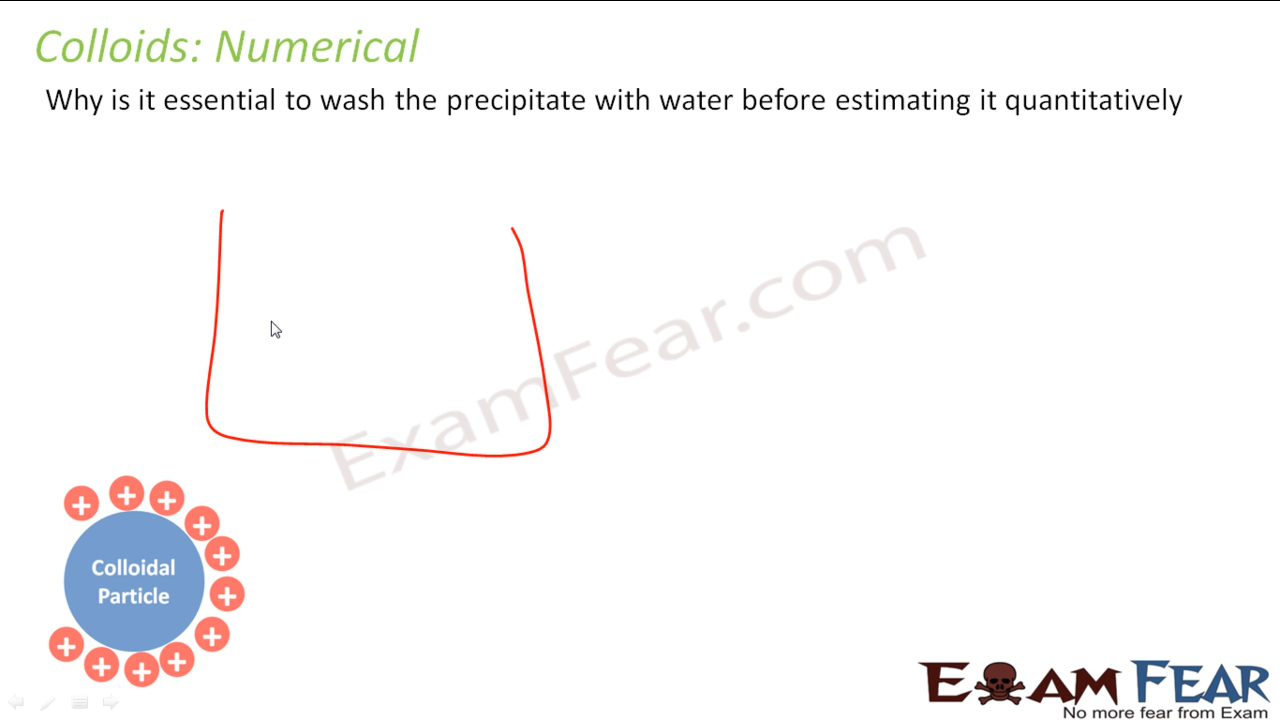 Colloids: Numerical
Why is it essential to wash the precipitate with water before estimating it quantitatively
ExamFear.com
Colloidal
Particle
EXAM FEAR
No more fear from Exam